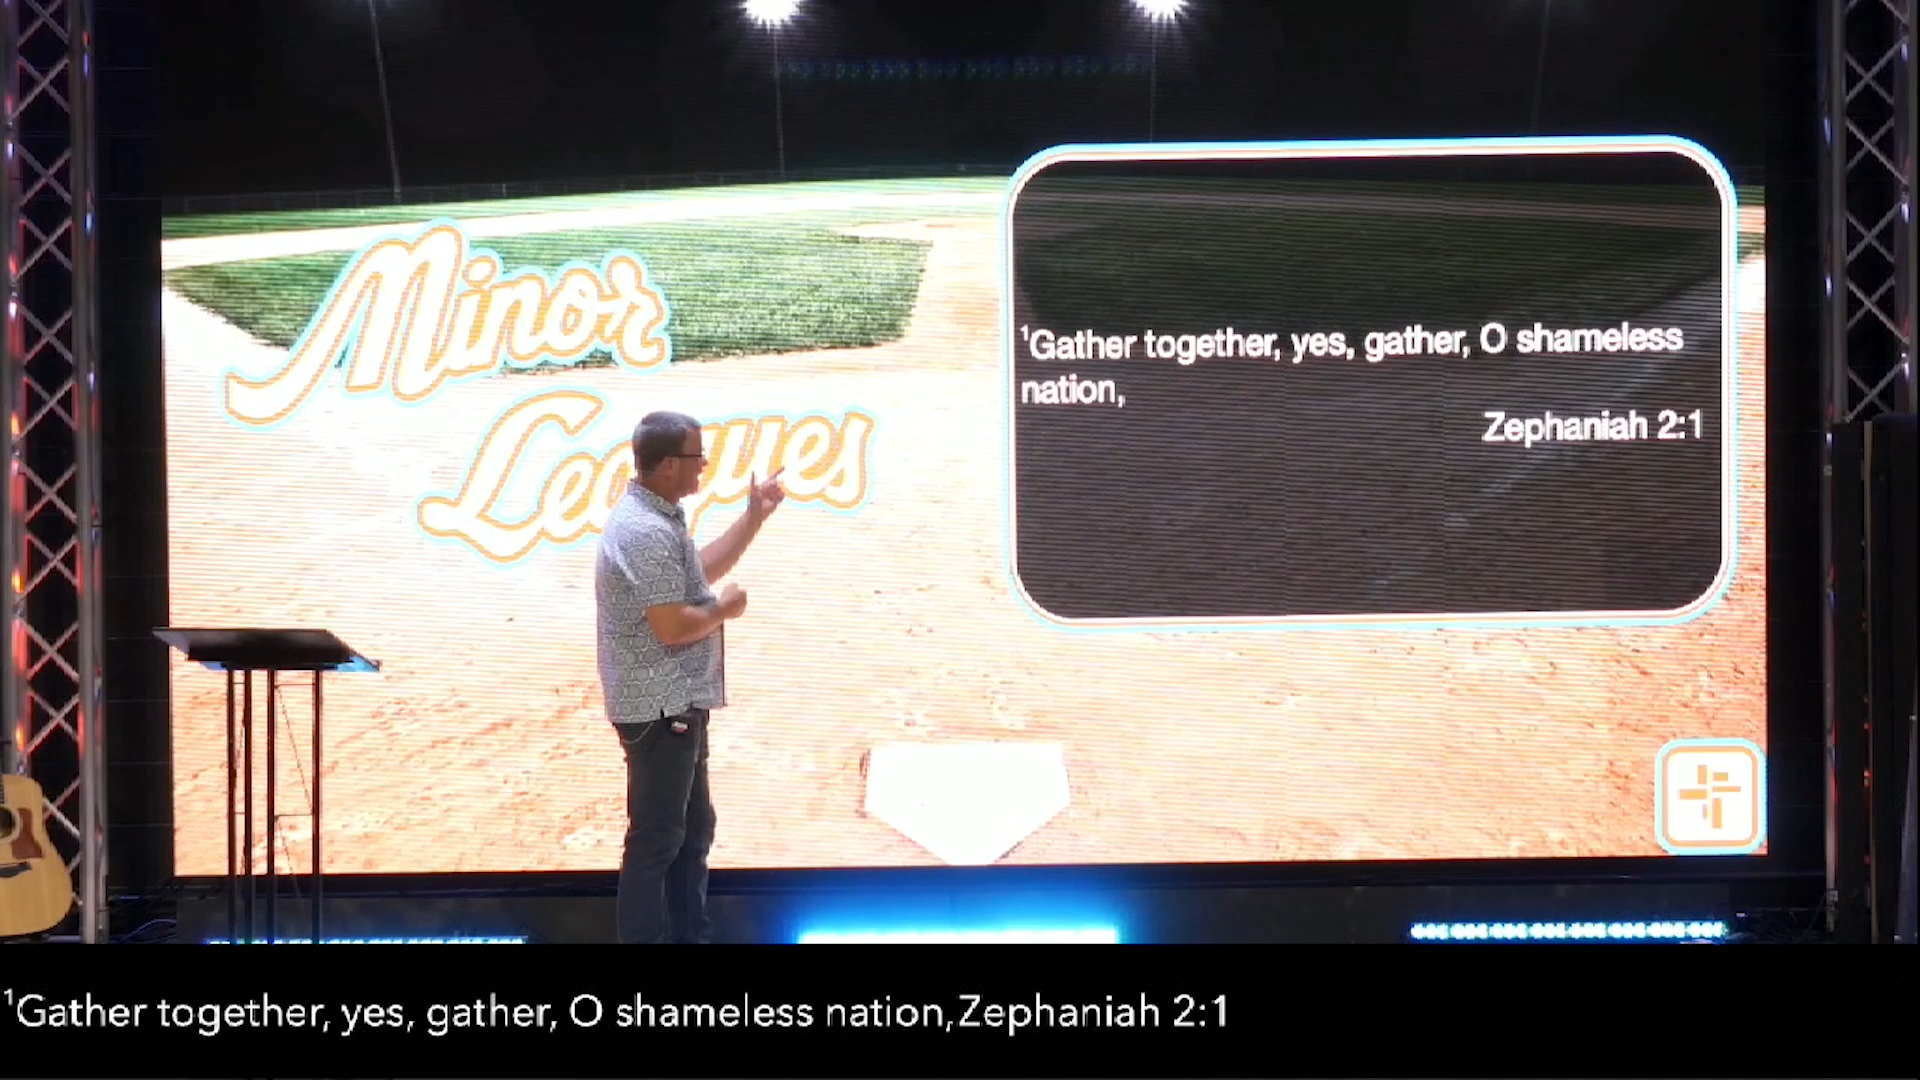 Minor
Leagues
¹Gather together, yes, gather, O shameless
nation,
Zephaniah 2:1
¹Gather together, yes, gather, O shameless nation,Zephaniah 2:1